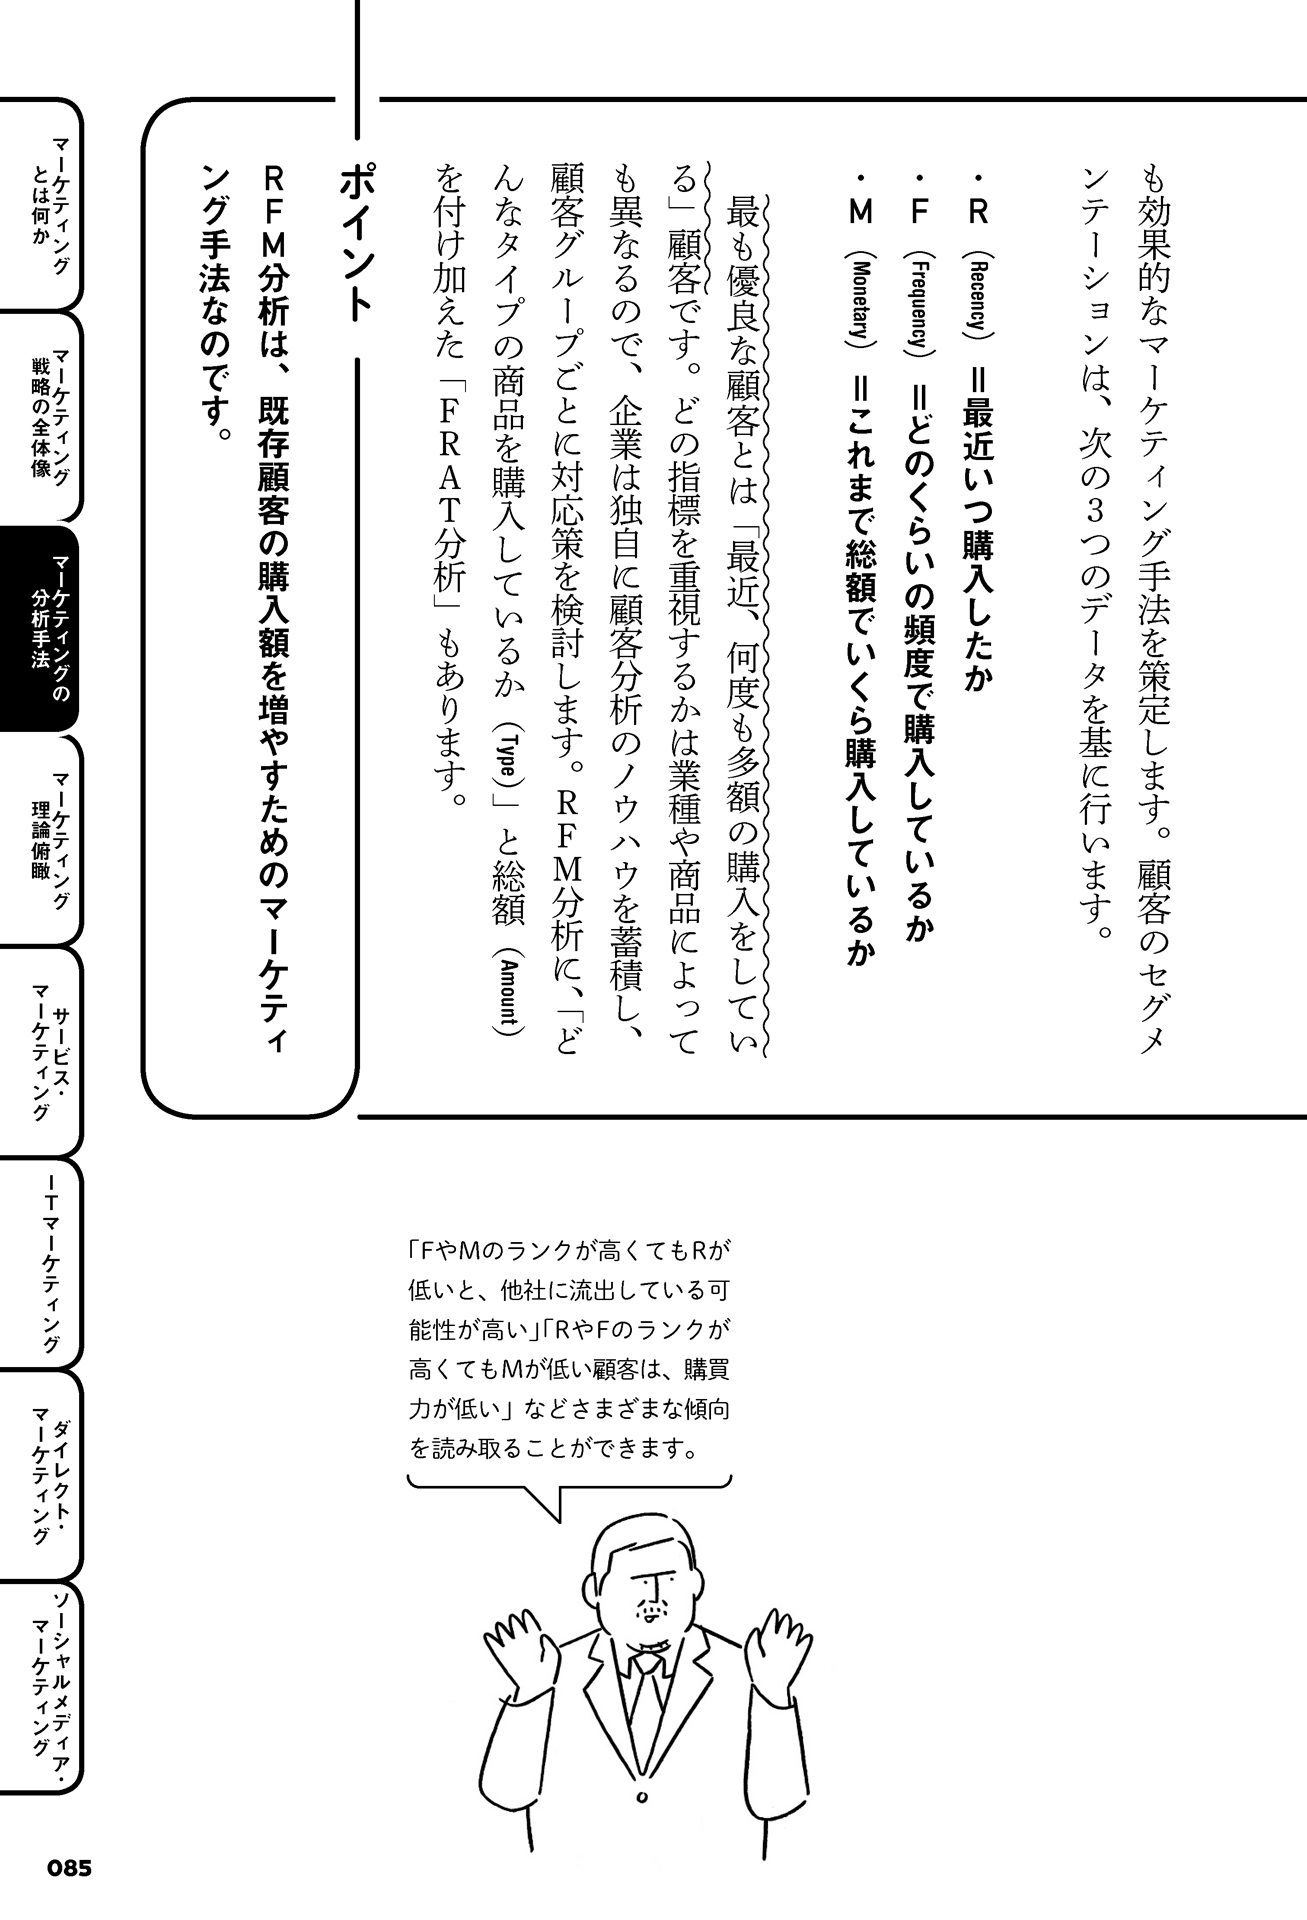 も効果的なマーケティング手法を策定します。顧客のセグメ
ンテーションは、次の3つのデータを基に行います。
・R（Recency）＝最近いつ購入したか
・F（Frequency）＝どのくらいの頻度で購入しているか
・M（Monetary）＝これまで総額でいくら購入しているか
最も優良な顧客とは「最近、何度も多額の購入をしてい
る」顧客です。どの指標を重視するかは業種や商品によって
も異なるので、企業は独自に顧客分析のノウハウを蓄積し、
顧客グループごとに対応策を検討します。RFM分析に、「ど
んなタイプの商品を購入しているか（Type）」と総額（Amount）
を付け加えた「FRAT分析」もあります。
ポイント
RFM分析は、既存顧客の購入額を増やすためのマーケティ
ング手法なのです。
「FやMのランクが高くてもRが
低いと、他社に流出している可
能性が高い」「RやFのランクが
高くてもMが低い顧客は、購買
力が低い」などさまざまな傾向
を読み取ることができます。
マーケティング
とは何か
マーケティング
戦略の全体像
マーケティングの
分析手法
マーケティング
理論俯瞰
サービス・
マーケティング
ITマーケティング
ダイレクト・
マーケティング
ソーシャルメディア・
マーケティング
085